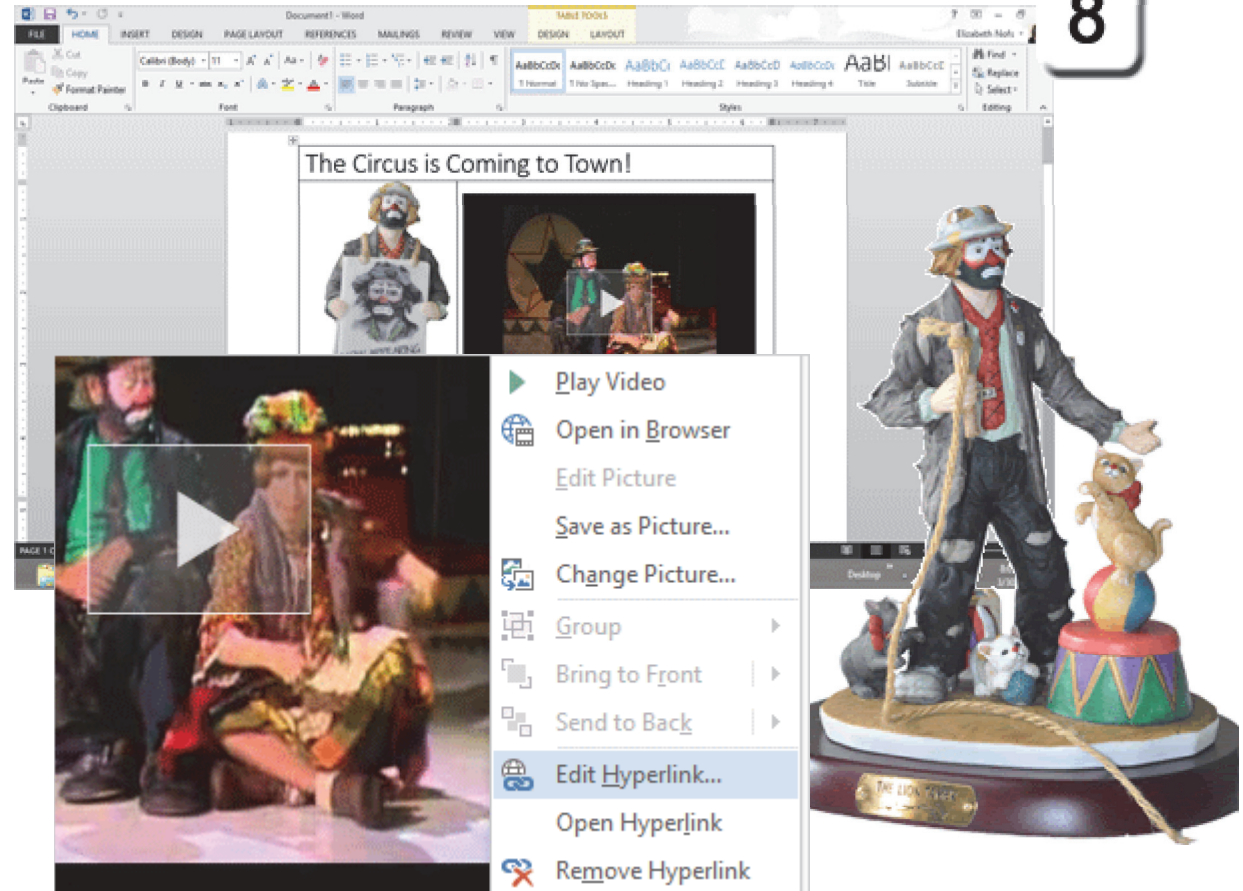 Document1 - Word
TABLE TOOLS
? 
8
FILE HOME INSERT DESIGN PAGE LAYOUT REFERENCES MAILINGS REVIEW VIEW DESIGN LAYOUT
Elizabeth Nofs
Cut
Copy
Paste
Format Painter
Calibri (Body) 11
AaBbCcDc AaBbCcDc AaBbCc AaBbCcE AaBbCcD AaBbCcDc AaBl AaBbCcE
¶ Normal ¶ No Spac... Heading 1 Heading 2 Heading 3 Heading 4 Title Subtitle
Find
Replace
Select
Clipboard Font Paragraph Styles Editing
The Circus is Coming to Town!
NOW APPEARING
Play Video
Open in Browser
Edit Picture
Save as Picture...
Change Picture...
Group
Bring to Front
Send to Back
Edit Hyperlink...
Open Hyperlink
Remove Hyperlink
PAGE 1
Desktop
THE LION TAMER